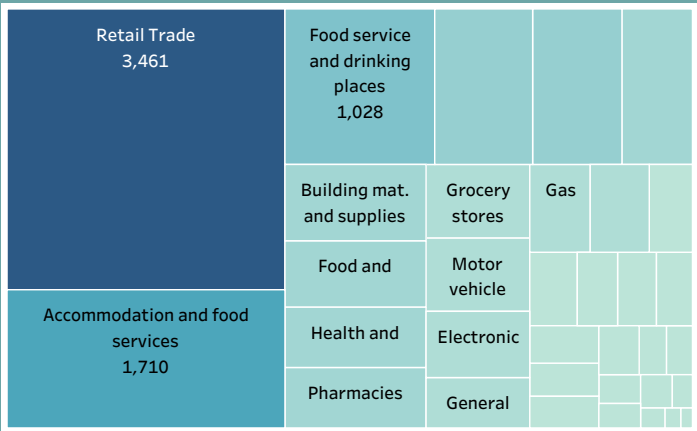 Retail Trade
3,461
Accommodation and food
services
1,710
Food service
and drinking
places
1,028
Building mat.
and supplies
Food and
Health and
Pharmacies
Grocery
stores
Motor
vehicle
Electronic
General
Gas